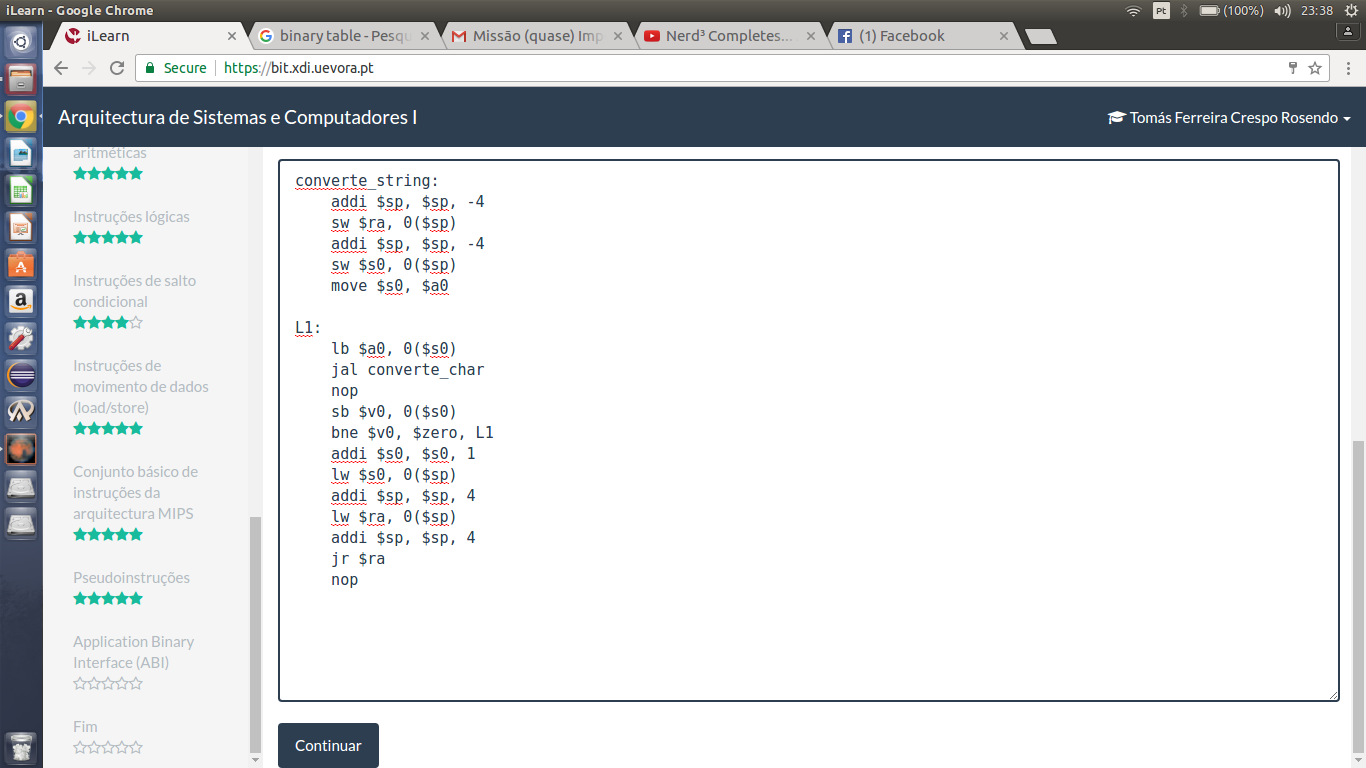 iLearn - Google Chrome
Pt
(100%)
23:38
iLearn
binary table - Pesqu
Missão (quase) Imp
Nerd³ Completes...
(1) Facebook
Secure
https://bit.xdi.uevora.pt
Arquitectura de Sistemas e Computadores I
Tomás Ferreira Crespo Rosendo
aritméticas
Instruções lógicas
Instruções de salto
condicional
Instruções de
movimento de dados
(load/store)
Conjunto básico de
instruções da
arquitectura MIPS
Pseudoinstruções
Application Binary
Interface (ABI)
Fim
converte_string:
addi $sp, $sp, -4
sw $ra, 0($sp)
addi $sp, $sp, -4
sw $s0, 0($sp)
move $s0, $a0
L1:
lb $a0, 0($s0)
jal converte_char
nop
sb $v0, 0($s0)
bne $v0, $zero, L1
addi $s0, $s0, 1
lw $s0, 0($sp)
addi $sp, $sp, 4
lw $ra, 0($sp)
addi $sp, $sp, 4
jr $ra
nop
Continuar